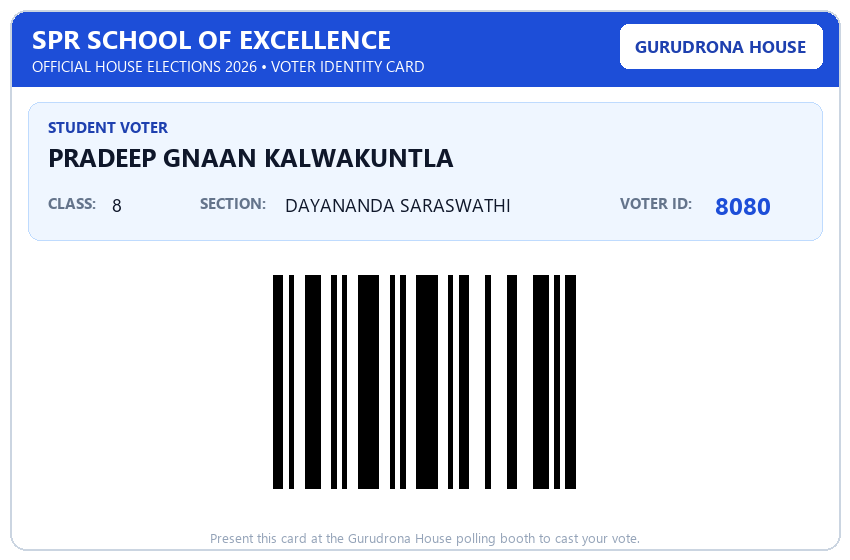 SPR SCHOOL OF EXCELLENCE
OFFICIAL HOUSE ELECTIONS 2026 • VOTER IDENTITY CARD
GURUDRONA HOUSE
STUDENT VOTER
PRADEEP GNAAN KALWAKUNTLA
CLASS: 8 SECTION: DAYANANDA SARASWATHI VOTER ID: 8080
Present this card at the Gurudrona House polling booth to cast your vote.